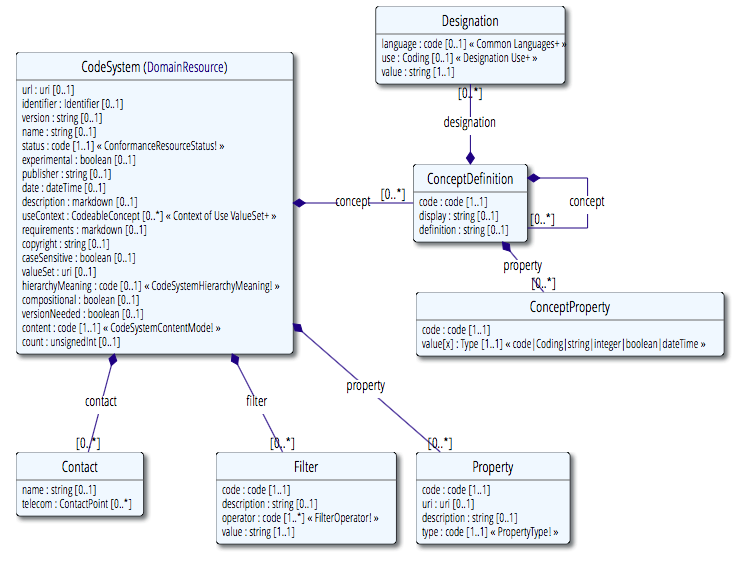 Designation
language : code [0..1] « Common Languages+ »
use : Coding [0..1] « Designation Use+ »
value : string [1..1]
CodeSystem (DomainResource)
url : uri [0..1]
identifier : Identifier [0..1]
version : string [0..1]
name : string [0..1]
status : code [1..1] « ConformanceResourceStatus! »
experimental : boolean [0..1]
publisher : string [0..1]
date : dateTime [0..1]
description : markdown [0..1]
useContext : CodeableConcept [0..*] « Context of Use ValueSet+ »
requirements : markdown [0..1]
copyright : string [0..1]
caseSensitive : boolean [0..1]
valueSet : uri [0..1]
hierarchyMeaning : code [0..1] « CodeSystemHierarchyMeaning! »
compositional : boolean [0..1]
versionNeeded : boolean [0..1]
content : code [1..1] « CodeSystemContentMode! »
count : unsignedInt [0..1]
[0..*]
designation
ConceptDefinition
code : code [1..1]
display : string [0..1]
definition : string [0..1]
concept
[0..*]
concept
[0..*]
property
[0..*]
ConceptProperty
code : code [1..1]
value[x] : Type [1..1] « code|Coding|string|integer|boolean|dateTime »
contact
[0..*]
filter
[0..*]
property
[0..*]
Contact
name : string [0..1]
telecom : ContactPoint [0..*]
Filter
code : code [1..1]
description : string [0..1]
operator : code [1..*] « FilterOperator! »
value : string [1..1]
Property
code : code [1..1]
uri : uri [0..1]
description : string [0..1]
type : code [1..1] « PropertyType! »